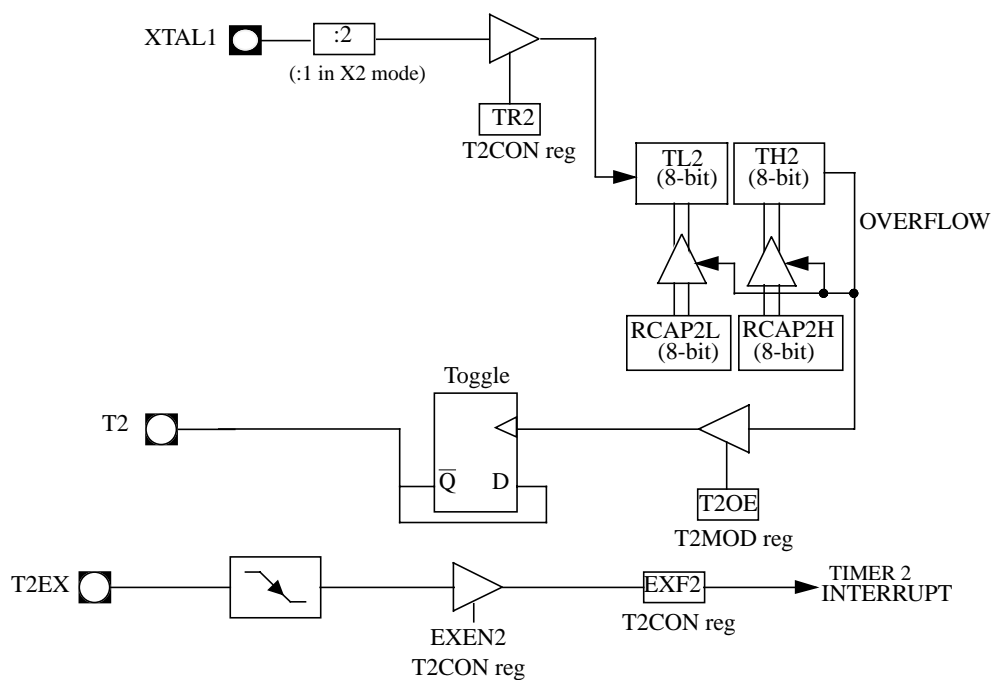 XTAL1
:2
(:1 in X2 mode)
TR2
T2CON reg
TL2
(8-bit)
TH2
(8-bit)
OVERFLOW
RCAP2L
(8-bit)
RCAP2H
(8-bit)
Toggle
T2
Q̅
D
T2OE
T2MOD reg
T2EX
EXEN2
T2CON reg
EXF2
T2CON reg
TIMER 2
INTERRUPT